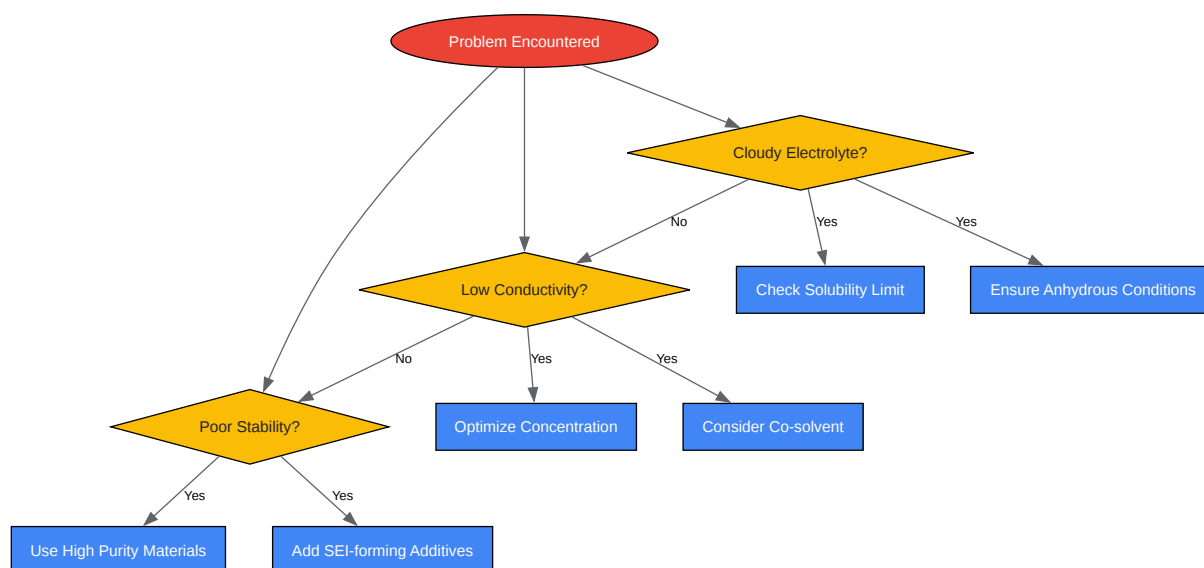 Problem Encountered
Cloudy Electrolyte?
No
Yes
Yes
Low Conductivity?
Check Solubility Limit
Ensure Anhydrous Conditions
No
Yes
Yes
Poor Stability?
Optimize Concentration
Consider Co-solvent
Yes
Yes
Use High Purity Materials
Add SEI-forming Additives